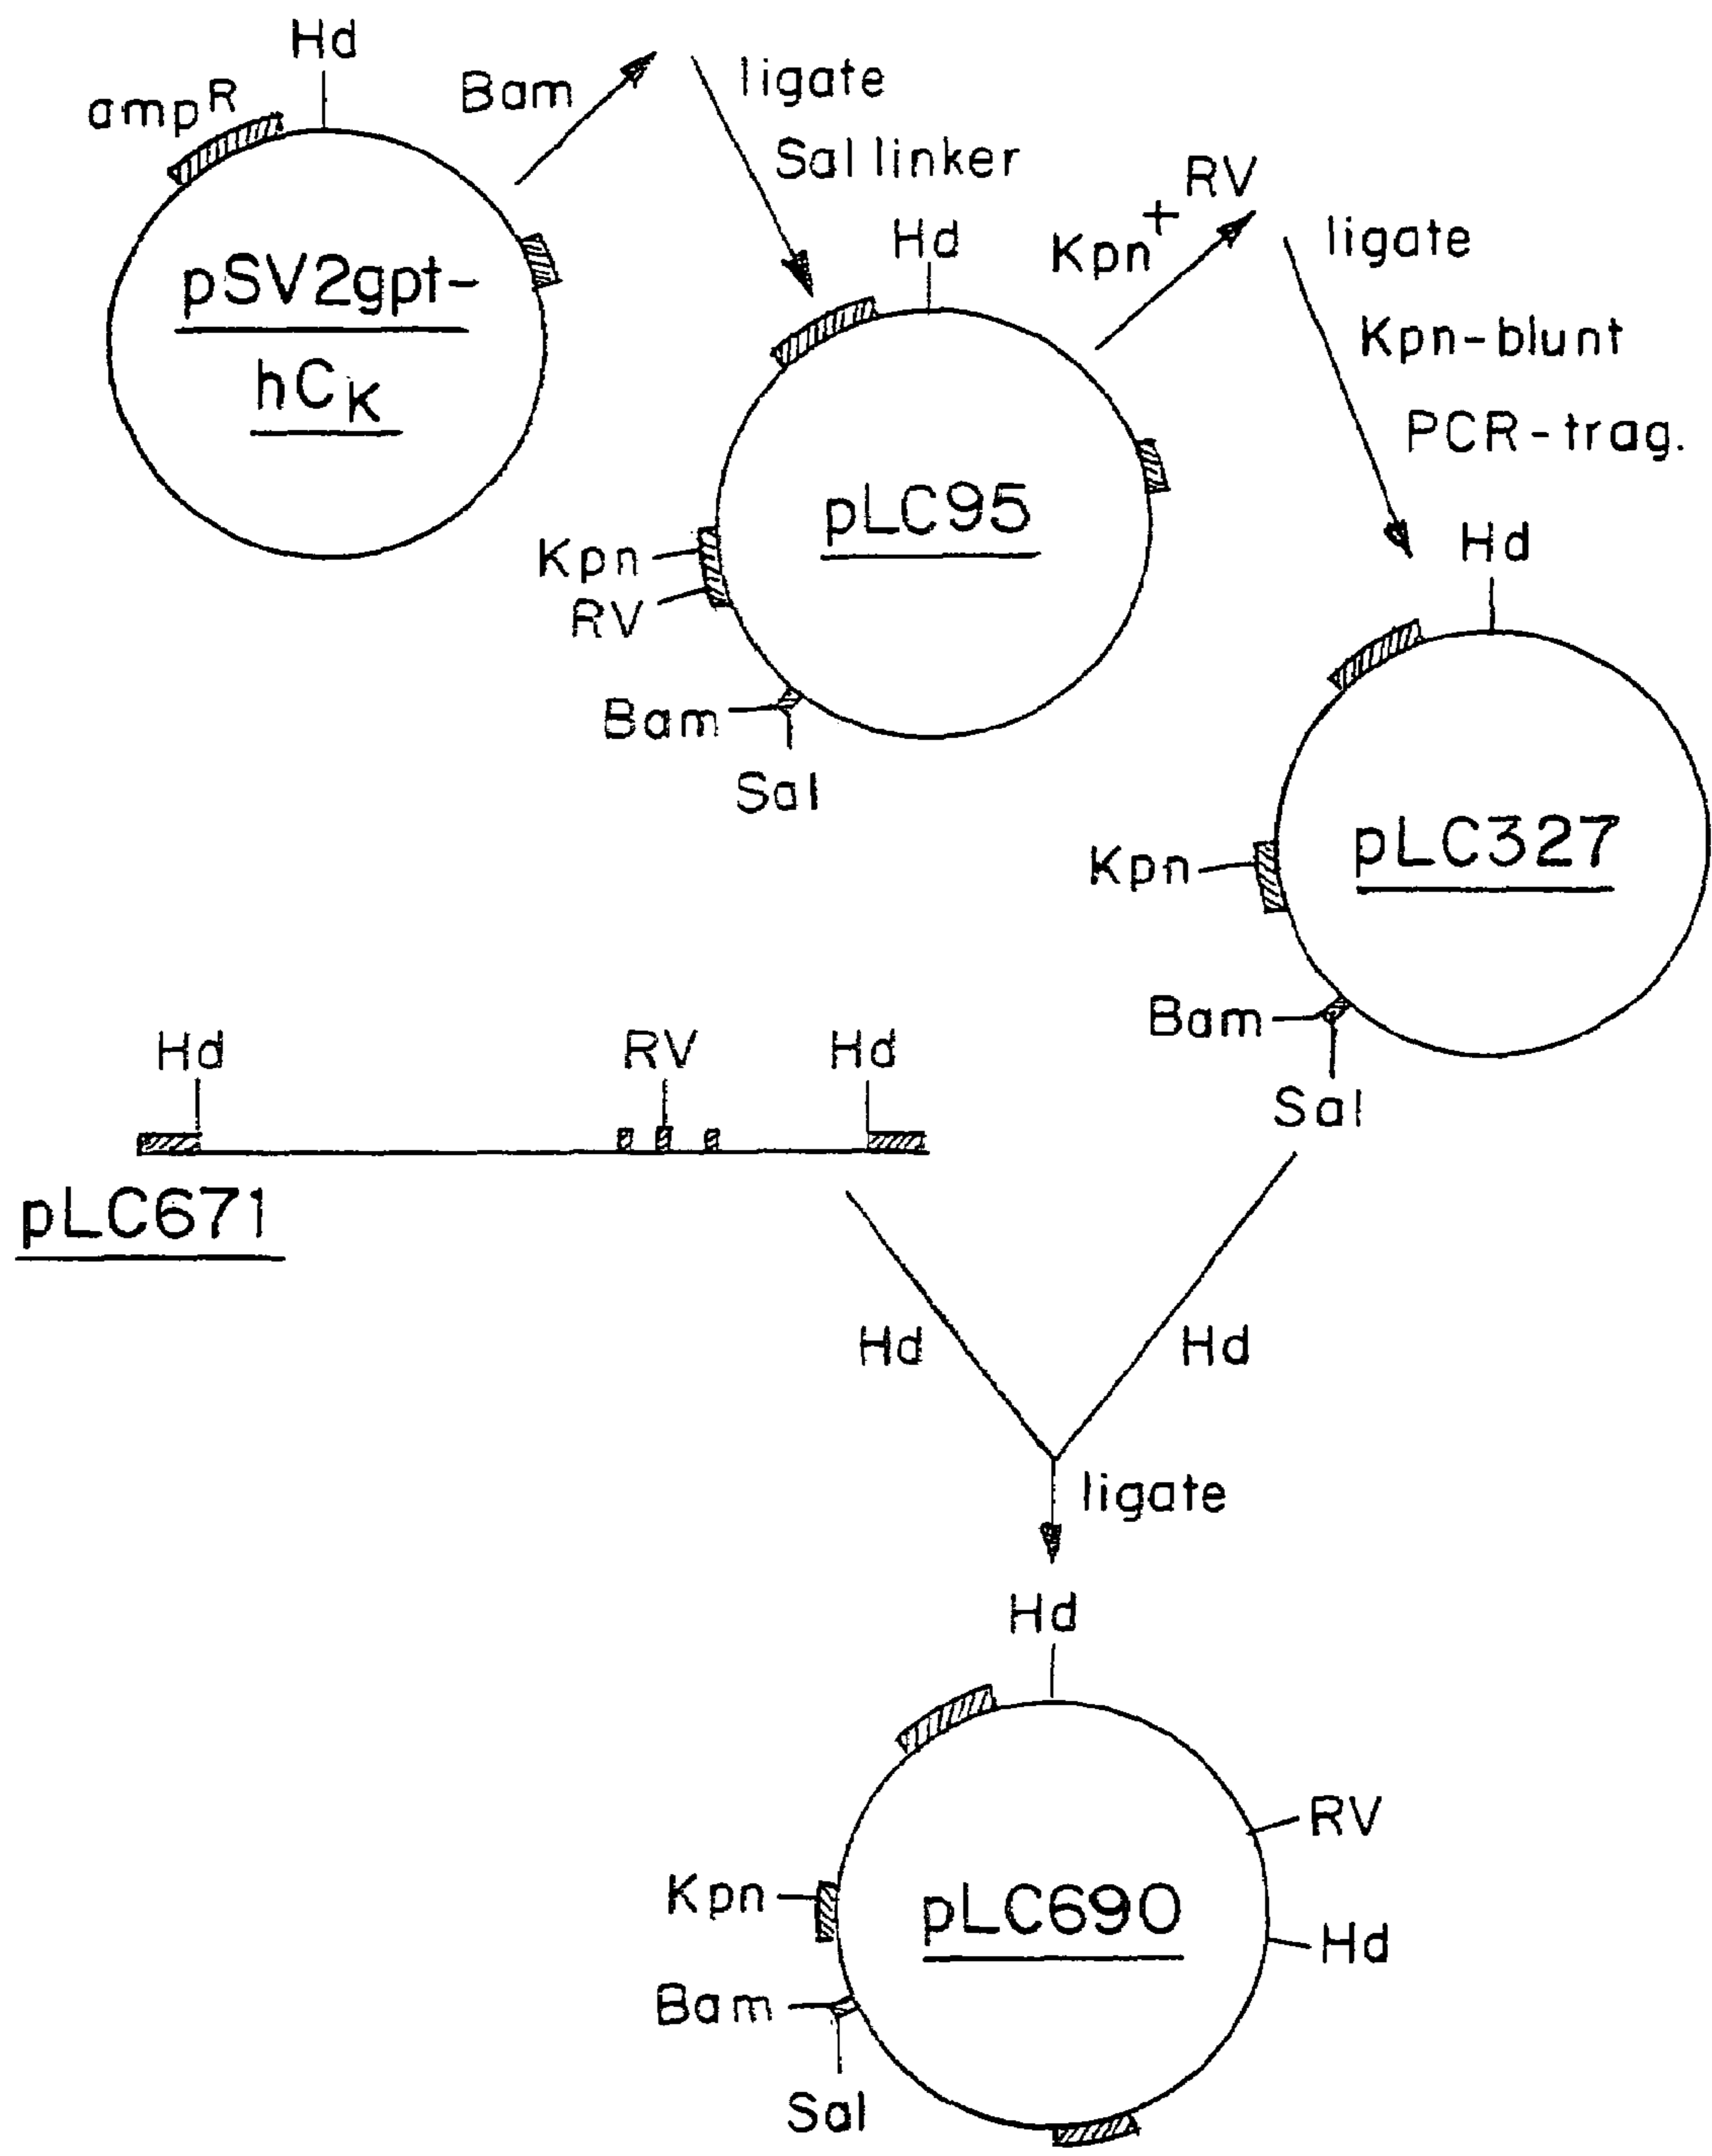 Hd
ampR
Bam
ligate
Sal linker
pSV2gpt-
hCK
Hd
Kpn + RV
ligate
Kpn-blunt
PCR-trag.
pLC95
Kpn
RV
Bam
Sal
Hd
pLC327
Kpn
Bam
Sal
Hd
RV
Hd
pLC671
Hd
Hd
ligate
Hd
RV
Kpn
pLC690
Hd
Bam
Sal